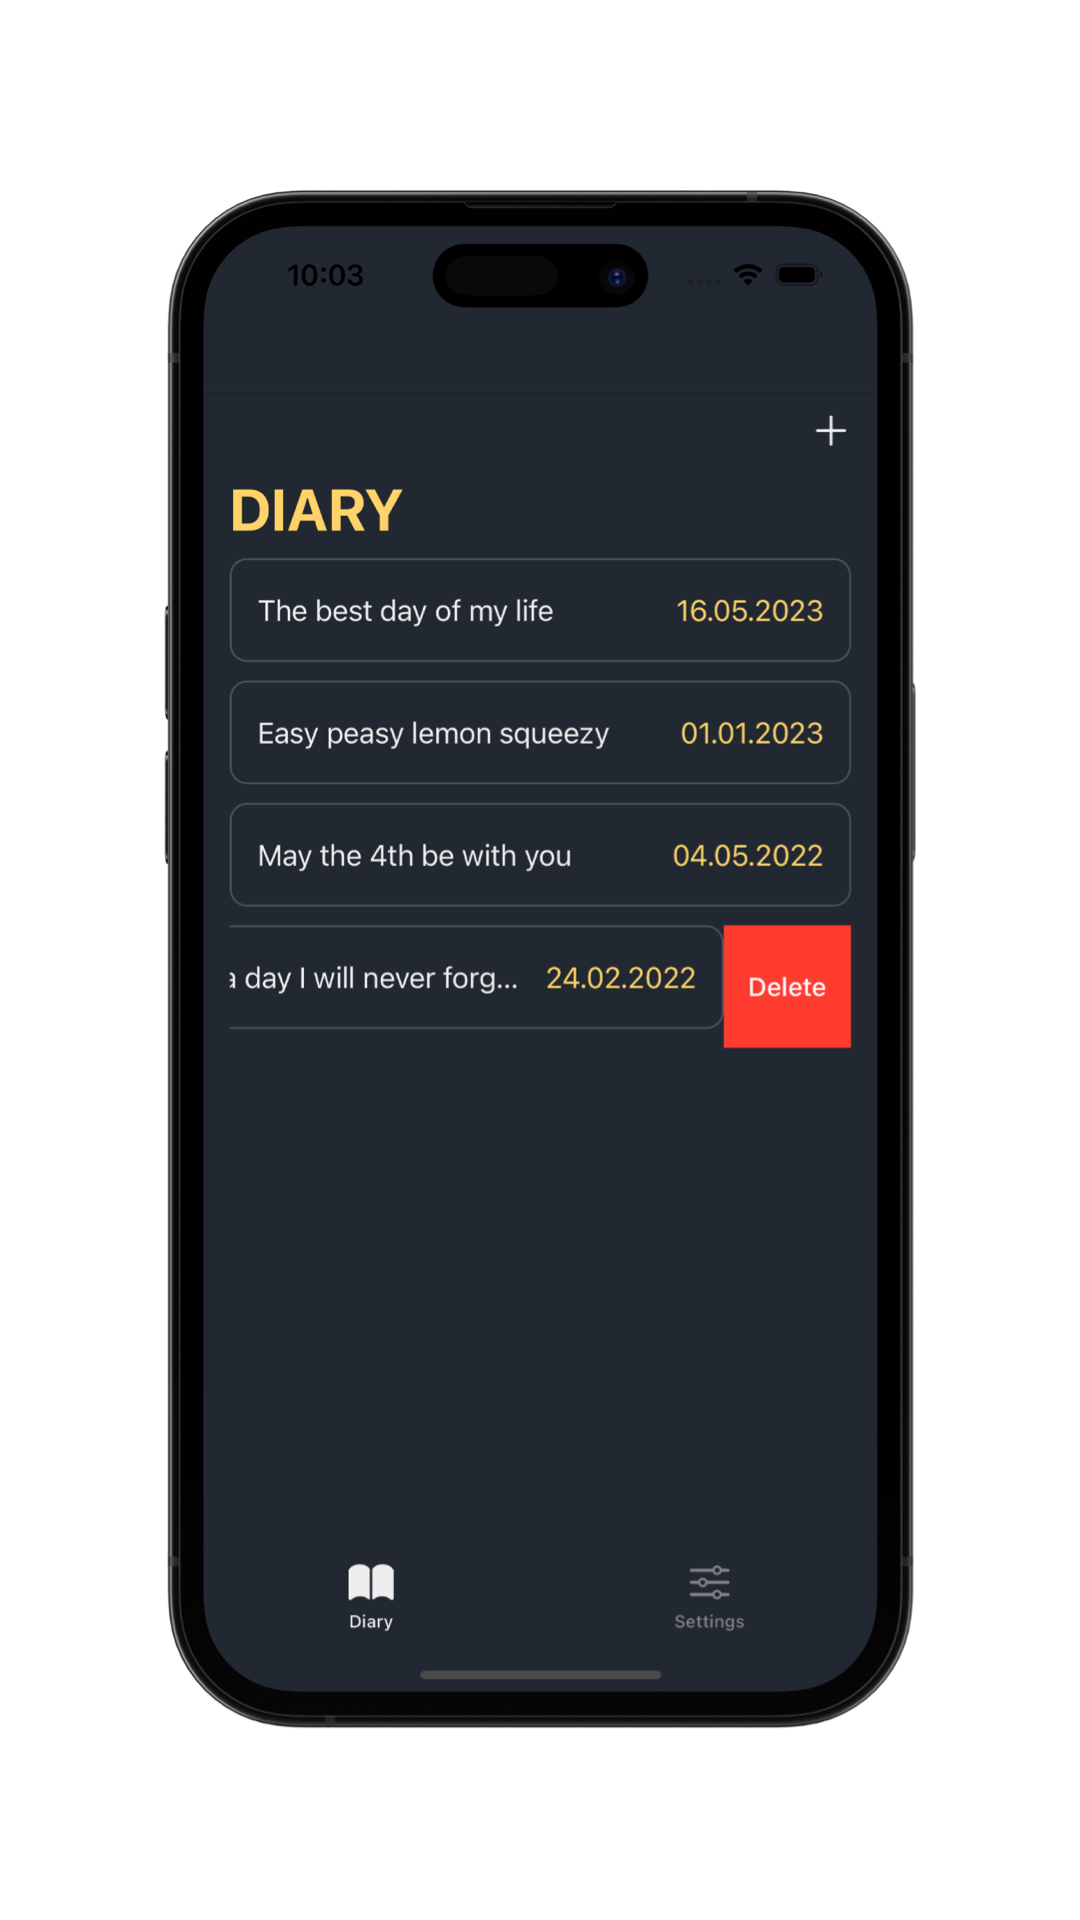 10:03
DIARY
The best day of my life 16.05.2023
Easy peasy lemon squeezy 01.01.2023
May the 4th be with you 04.05.2022
a day I will never forg... 24.02.2022 Delete
Diary Settings